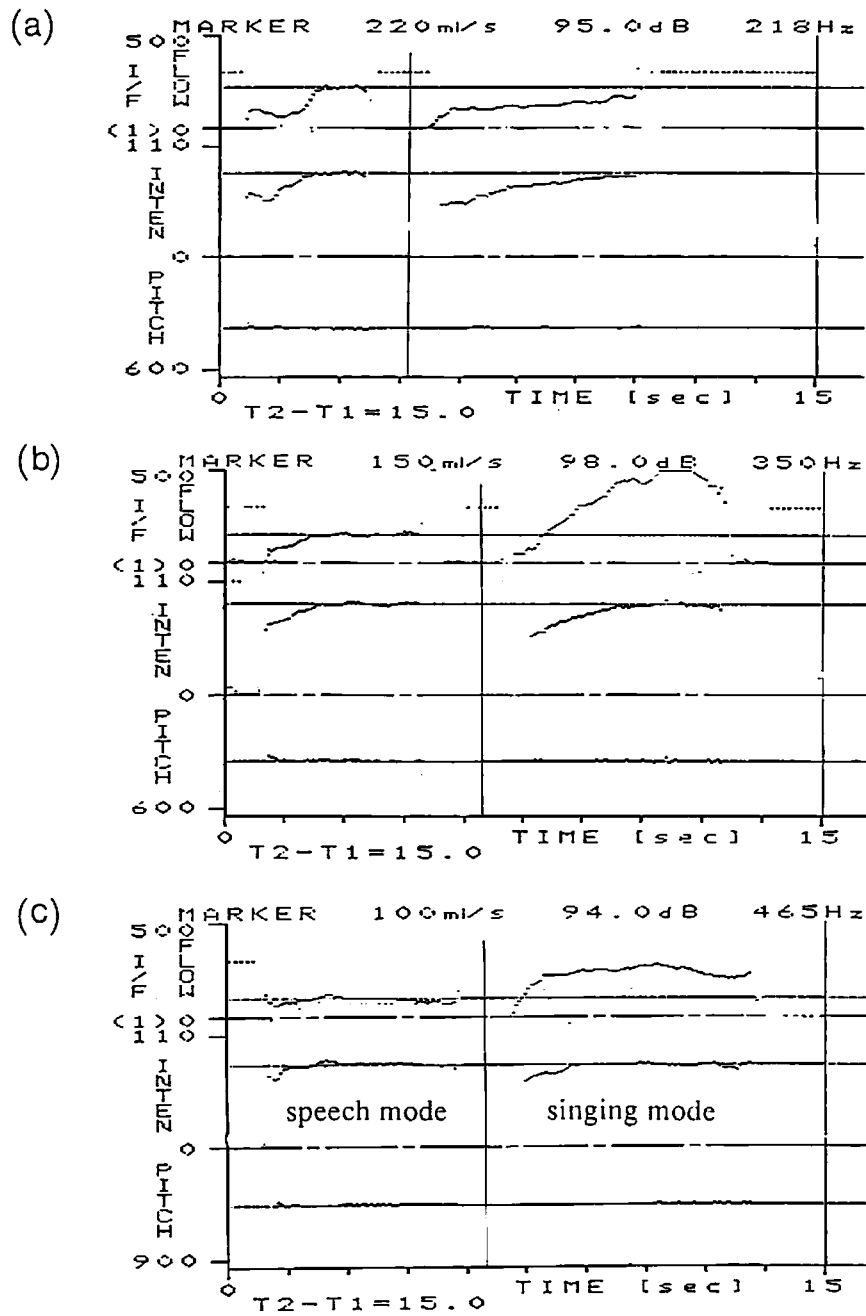 (a)
MARKER 220ml/s 95.0dB 218Hz
500
FLOW
I/F
(1) 0
110
INTEN
0
PITCH
600
0 TIME [sec] 15
T2-T1=15.0
(b)
MARKER 150ml/s 98.0dB 350Hz
500
FLOW
I/F
(1) 0
110
INTEN
0
PITCH
600
0 TIME [sec] 15
T2-T1=15.0
(c)
MARKER 100ml/s 94.0dB 465Hz
500
FLOW
I/F
(1) 0
110
INTEN
speech mode singing mode
0
PITCH
900
0 TIME [sec] 15
T2-T1=15.0